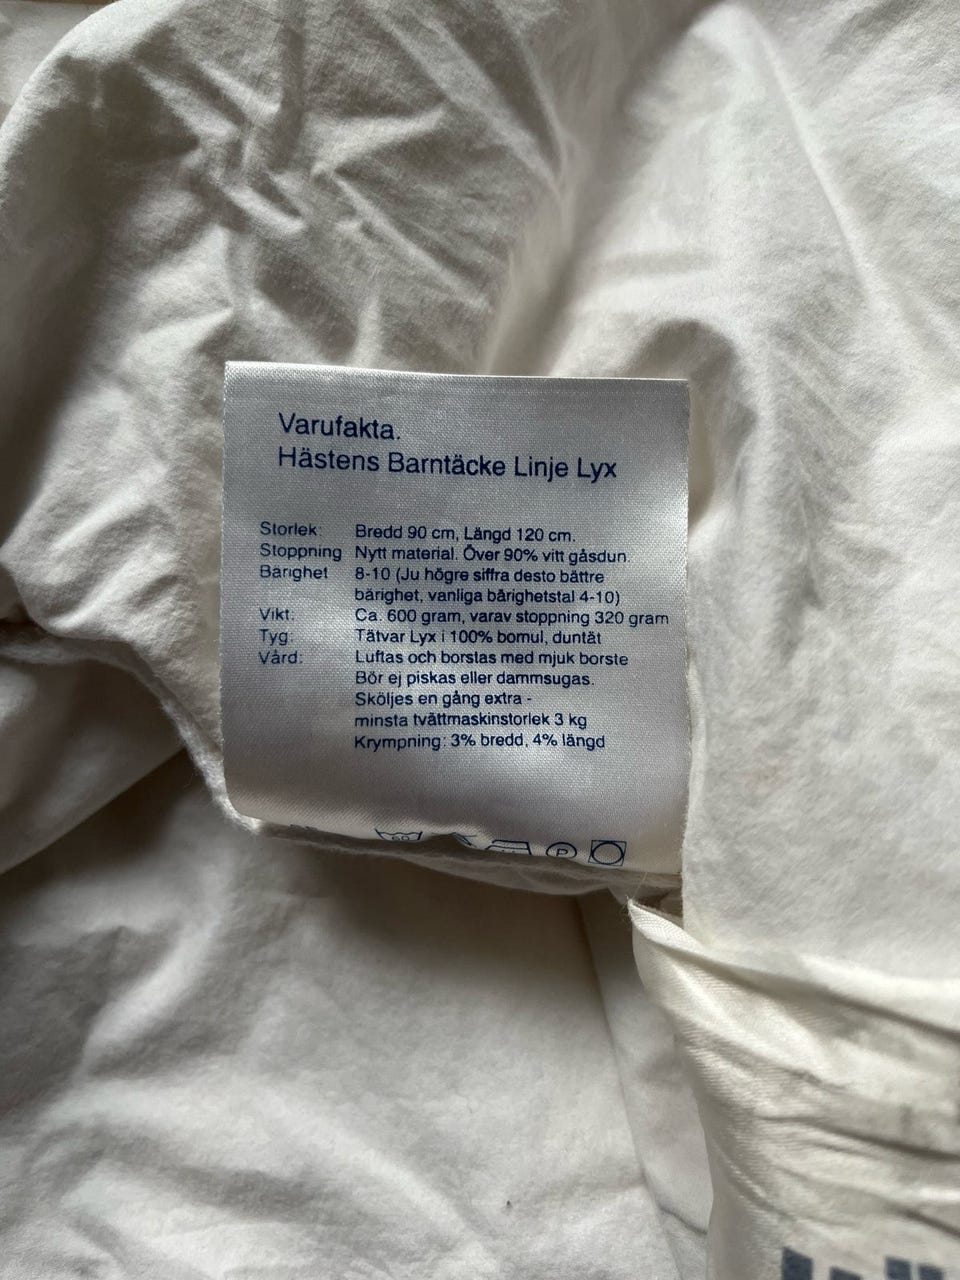 Varufakta.
Hästens Barntäcke Linje Lyx
Storlek: Bredd 90 cm, Längd 120 cm.
Stoppning Nytt material. Över 90% vitt gåsdun.
Bärighet 8-10 (Ju högre siffra desto bättre
bärighet, vanliga bårighetstal 4-10)
Vikt: Ca. 600 gram, varav stoppning 320 gram
Tyg: Tätvar Lyx i 100% bomul, duntät
Vård: Luftas och borstas med mjuk borste
Bör ej piskas eller dammsugas.
Sköljes en gång extra -
minsta tvättmaskinstorlek 3 kg
Krympning: 3% bredd, 4% längd
60 P